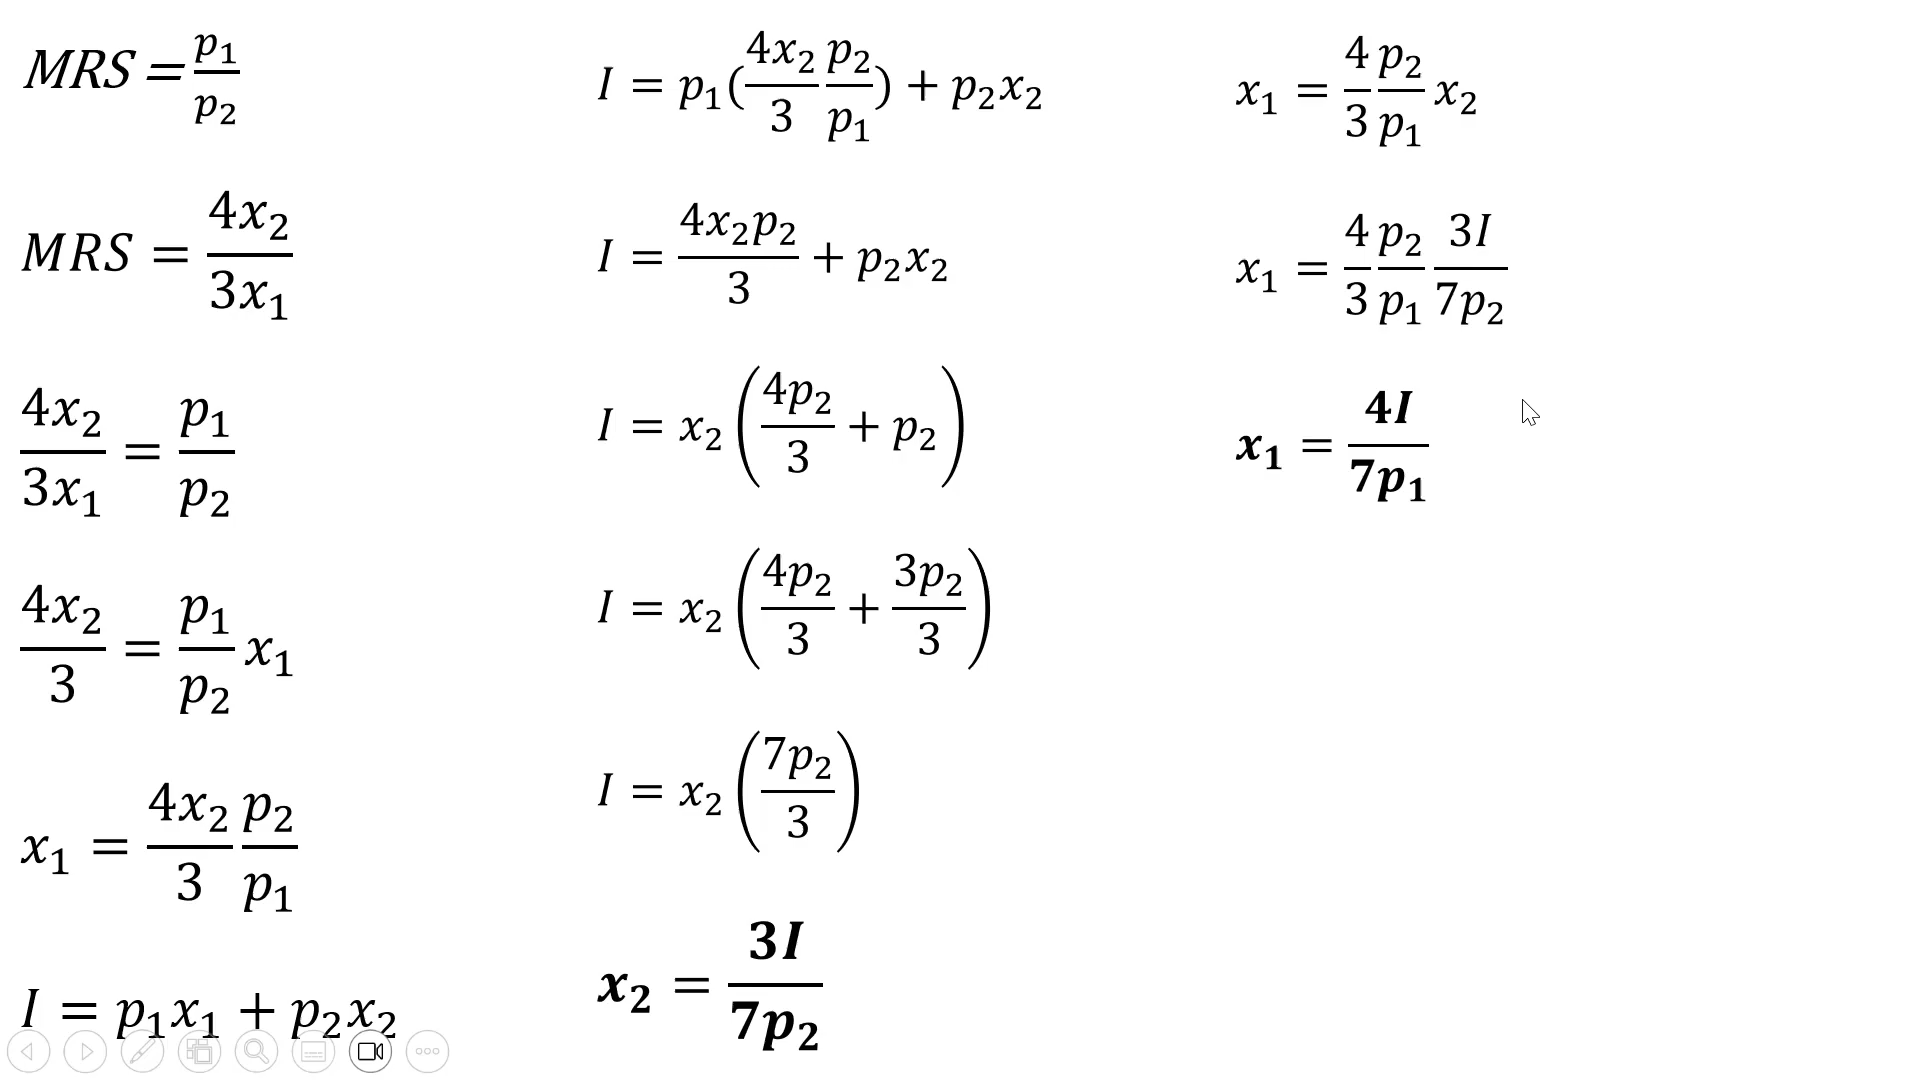 MRS = p₁/p₂
MRS = 4x₂/3x₁
4x₂/3x₁ = p₁/p₂
4x₂/3 = p₁/p₂ x₁
x₁ = 4x₂/3 p₂/p₁
I = p₁x₁ + p₂x₂
I = p₁(4x₂/3 p₂/p₁) + p₂x₂
I = 4x₂p₂/3 + p₂x₂
I = x₂(4p₂/3 + p₂)
I = x₂(4p₂/3 + 3p₂/3)
I = x₂(7p₂/3)
x₂ = 3I/7p₂
x₁ = 4/3 p₂/p₁ x₂
x₁ = 4/3 p₂/p₁ 3I/7p₂
x₁ = 4I/7p₁